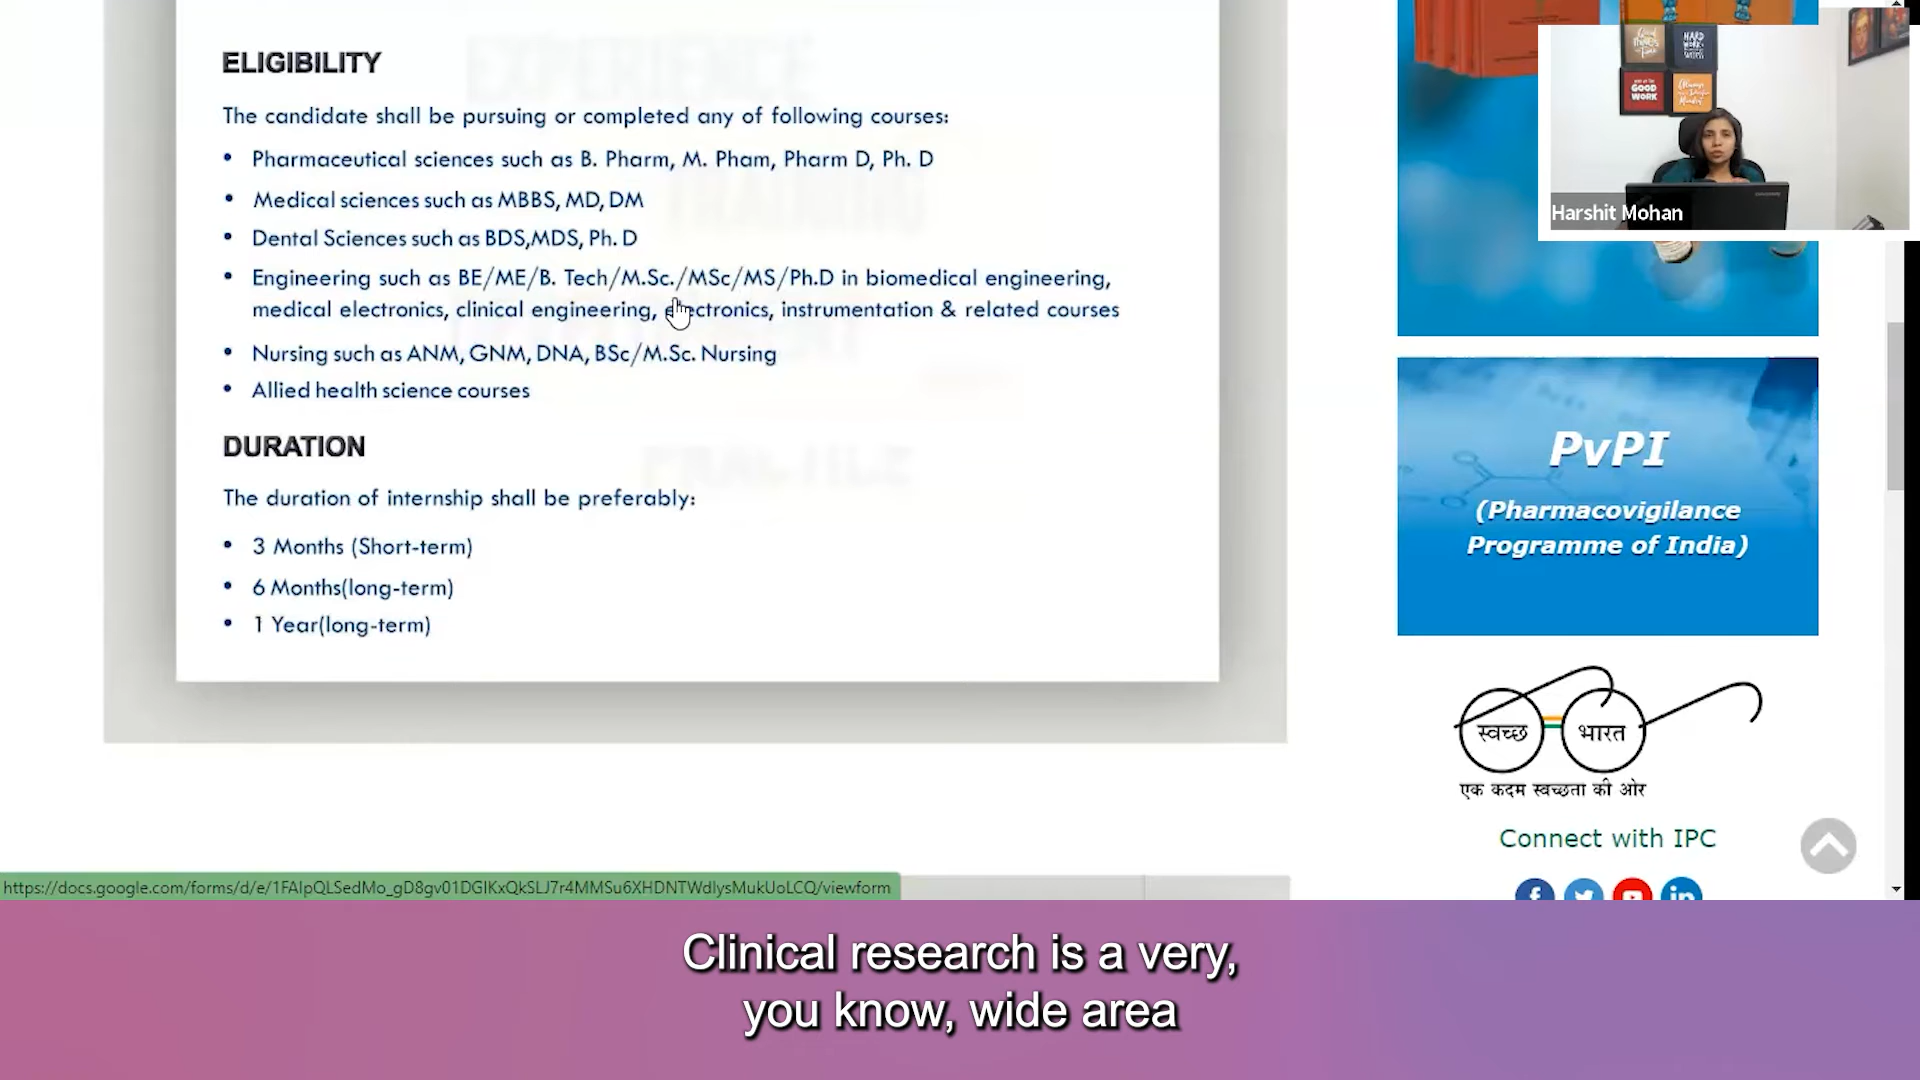 ELIGIBILITY
The candidate shall be pursuing or completed any of following courses:
• Pharmaceutical sciences such as B. Pharm, M. Pham, Pharm D, Ph. D
• Medical sciences such as MBBS, MD, DM
• Dental Sciences such as BDS,MDS, Ph. D
• Engineering such as BE/ME/B. Tech/M.Sc./MSc/MS/Ph.D in biomedical engineering,
medical electronics, clinical engineering, electronics, instrumentation & related courses
• Nursing such as ANM, GNM, DNA, BSc/M.Sc. Nursing
• Allied health science courses
DURATION
The duration of internship shall be preferably:
• 3 Months (Short-term)
• 6 Months(long-term)
• 1 Year(long-term)
HARD
WORK
GOOD
WORK
Harshit Mohan
PvPI
(Pharmacovigilance
Programme of India)
स्वच्छ भारत
एक कदम स्वच्छता की ओर
Connect with IPC
https://docs.google.com/forms/d/e/1FAIpQLSedMo_gD8gv01DGlKxQkSLJ7r4MMSu6XHDNTWdlysMukUoLCQ/viewform
Clinical research is a very,
you know, wide area